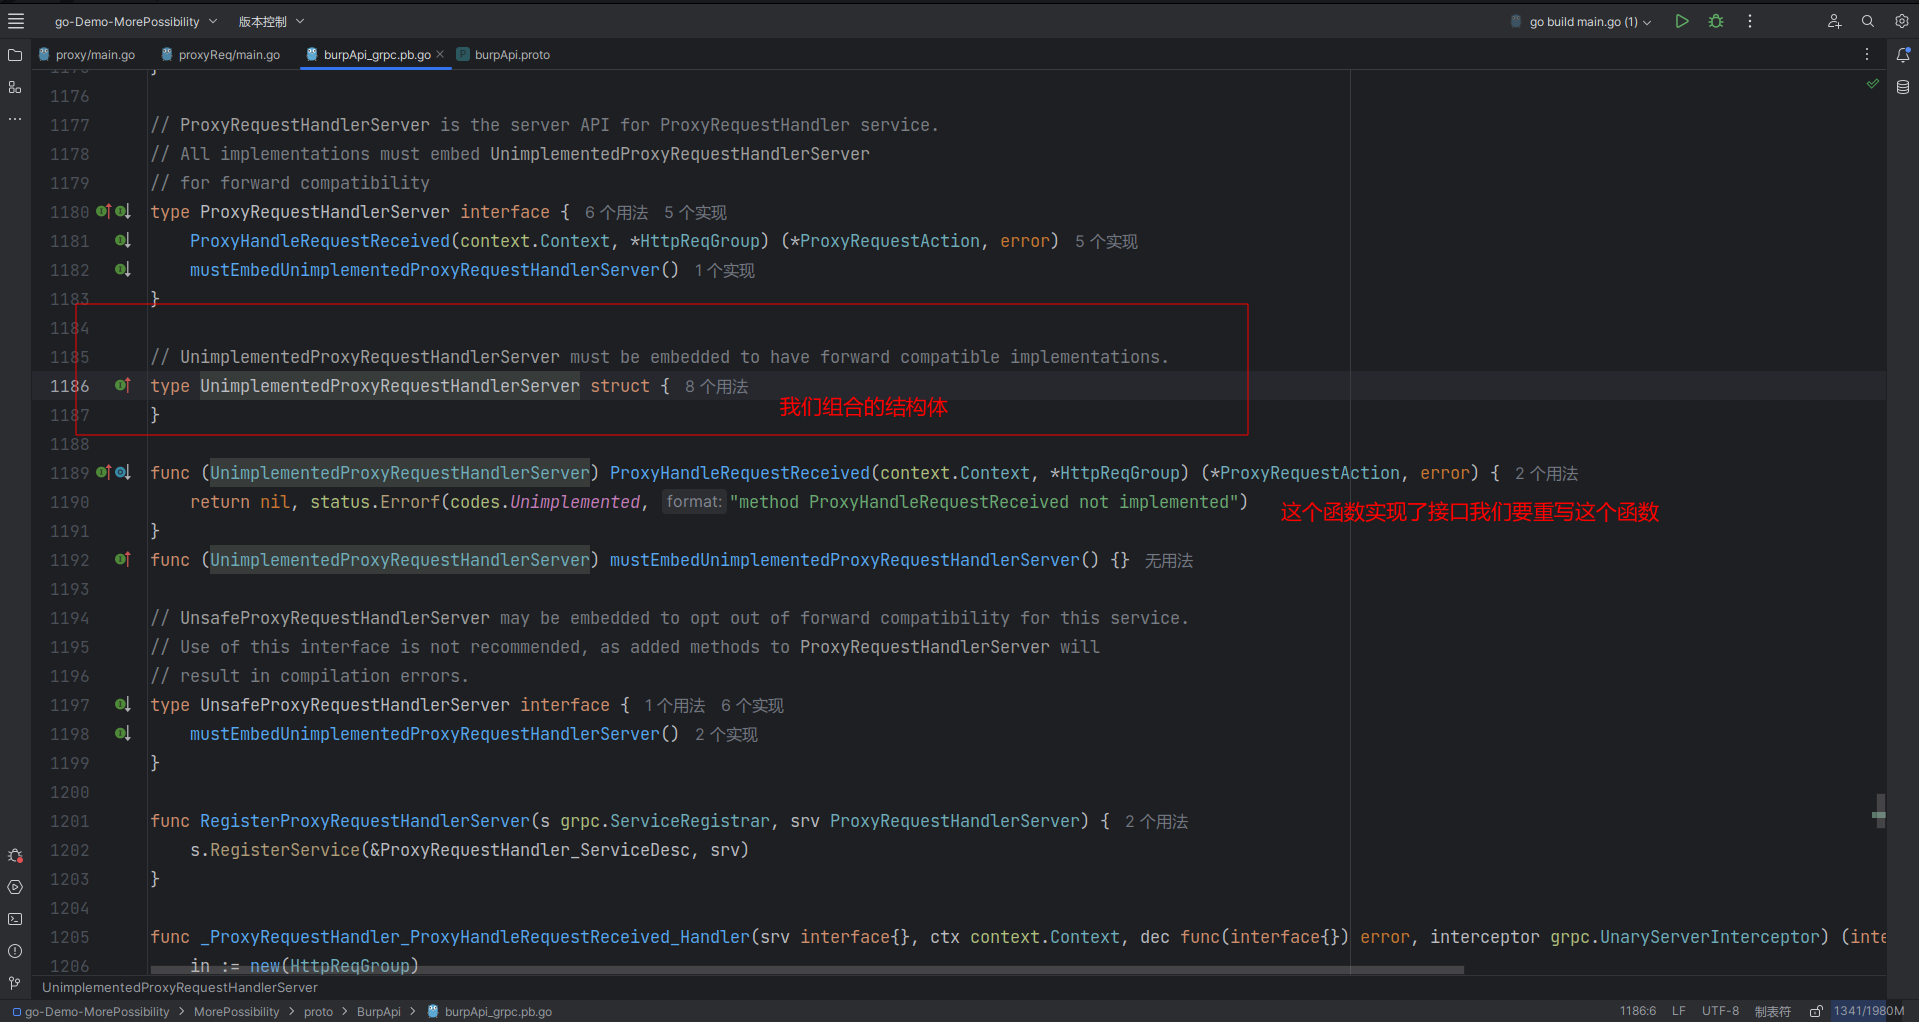 go-Demo-MorePossibility 版本控制 go build main.go (1)
proxy/main.go proxyReq/main.go burpApi_grpc.pb.go burpApi.proto
1176
1177 // ProxyRequestHandlerServer is the server API for ProxyRequestHandler service.
1178 // All implementations must embed UnimplementedProxyRequestHandlerServer
1179 // for forward compatibility
1180 type ProxyRequestHandlerServer interface { 6 个用法 5 个实现
1181 ProxyHandleRequestReceived(context.Context, *HttpReqGroup) (*ProxyRequestAction, error) 5 个实现
1182 mustEmbedUnimplementedProxyRequestHandlerServer() 1 个实现
1183 }
1184
1185 // UnimplementedProxyRequestHandlerServer must be embedded to have forward compatible implementations.
1186 type UnimplementedProxyRequestHandlerServer struct { 8 个用法
我们组合的结构体
1187 }
1188
1189 func (UnimplementedProxyRequestHandlerServer) ProxyHandleRequestReceived(context.Context, *HttpReqGroup) (*ProxyRequestAction, error) { 2 个用法
1190 return nil, status.Errorf(codes.Unimplemented, format: "method ProxyHandleRequestReceived not implemented")
这个函数实现了接口我们要重写这个函数
1191 }
1192 func (UnimplementedProxyRequestHandlerServer) mustEmbedUnimplementedProxyRequestHandlerServer() {} 无用法
1193
1194 // UnsafeProxyRequestHandlerServer may be embedded to opt out of forward compatibility for this service.
1195 // Use of this interface is not recommended, as added methods to ProxyRequestHandlerServer will
1196 // result in compilation errors.
1197 type UnsafeProxyRequestHandlerServer interface { 1 个用法 6 个实现
1198 mustEmbedUnimplementedProxyRequestHandlerServer() 2 个实现
1199 }
1200
1201 func RegisterProxyRequestHandlerServer(s grpc.ServiceRegistrar, srv ProxyRequestHandlerServer) { 2 个用法
1202 s.RegisterService(&ProxyRequestHandler_ServiceDesc, srv)
1203 }
1204
1205 func _ProxyRequestHandler_ProxyHandleRequestReceived_Handler(srv interface{}, ctx context.Context, dec func(interface{}) error, interceptor grpc.UnaryServerInterceptor) (inte
1206 in := new(HttpReqGroup)
UnimplementedProxyRequestHandlerServer
go-Demo-MorePossibility > MorePossibility > proto > BurpApi > burpApi_grpc.pb.go 1186:6 LF UTF-8 制表符 1341/1980M